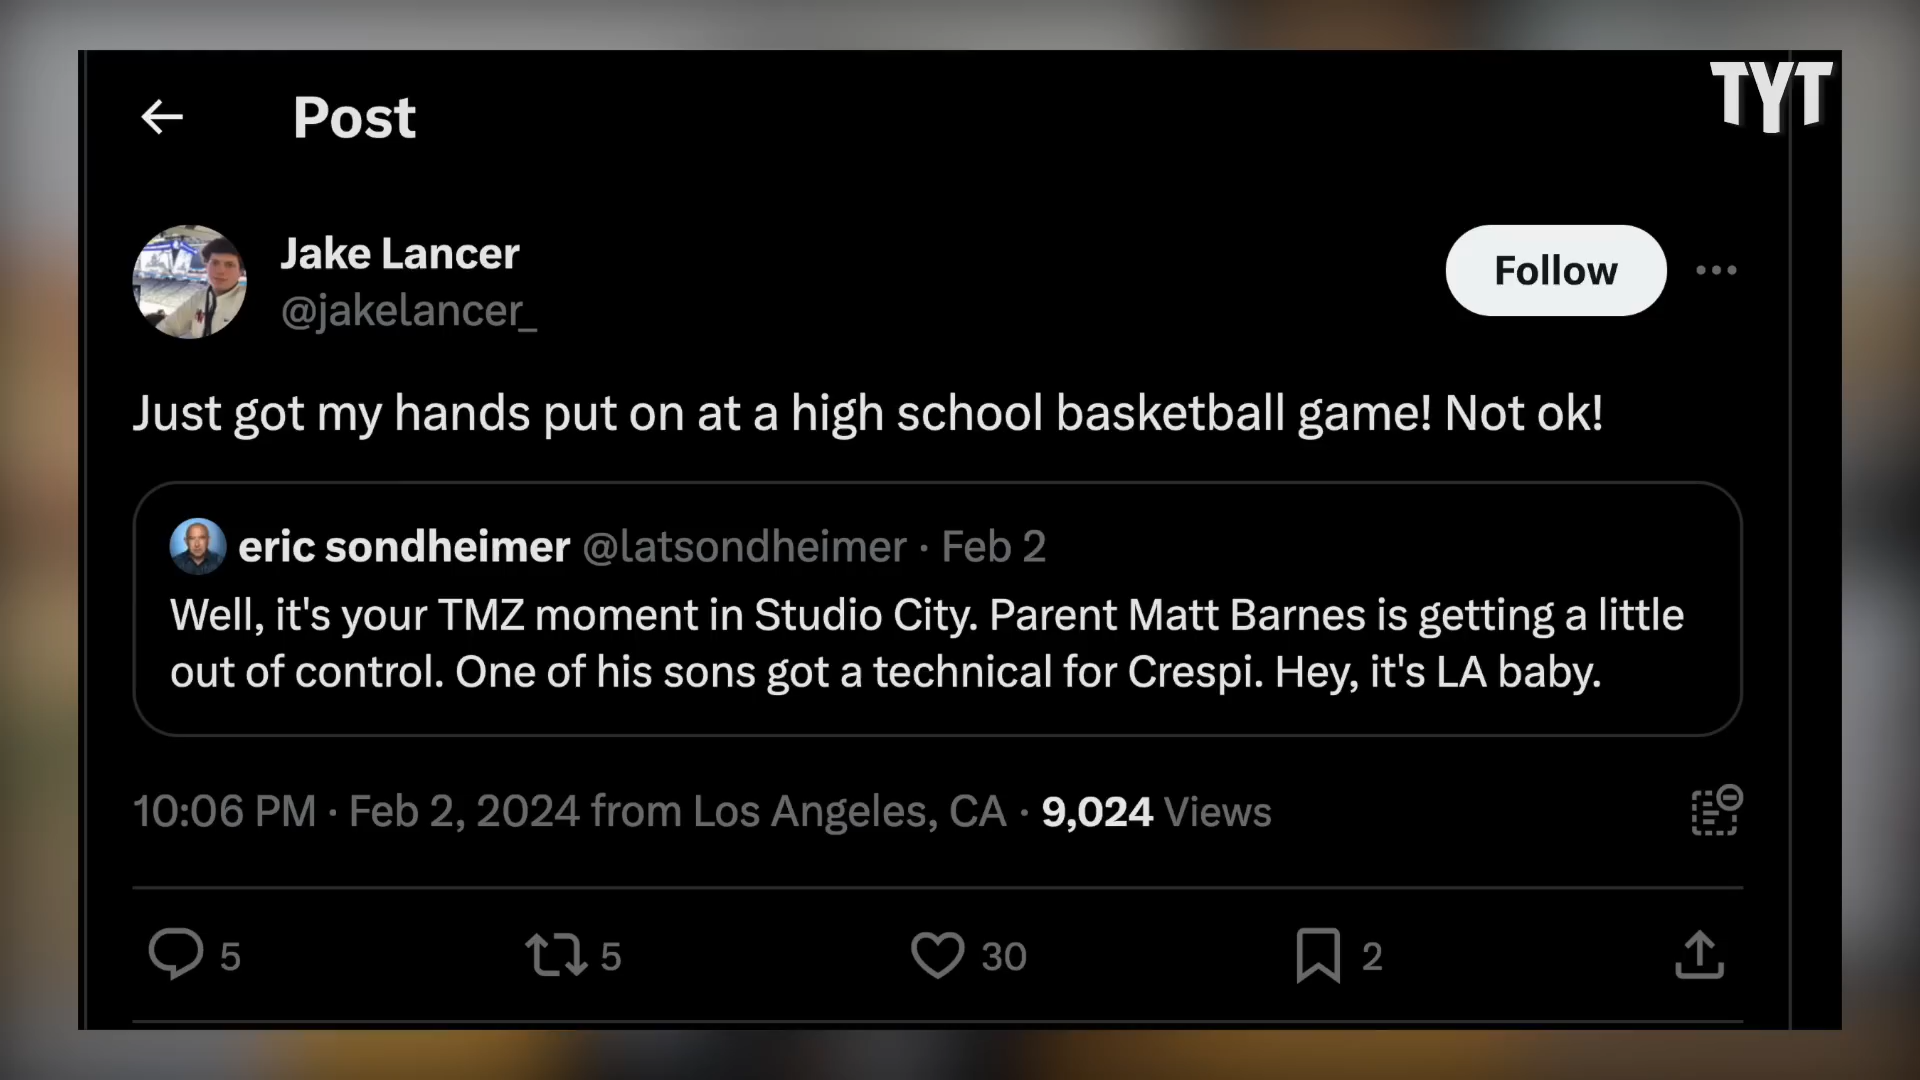 TYT
Post
Jake Lancer
@jakelancer_
Follow
Just got my hands put on at a high school basketball game! Not ok!
eric sondheimer @latsondheimer · Feb 2
Well, it's your TMZ moment in Studio City. Parent Matt Barnes is getting a little
out of control. One of his sons got a technical for Crespi. Hey, it's LA baby.
10:06 PM · Feb 2, 2024 from Los Angeles, CA · 9,024 Views
5 5 30 2